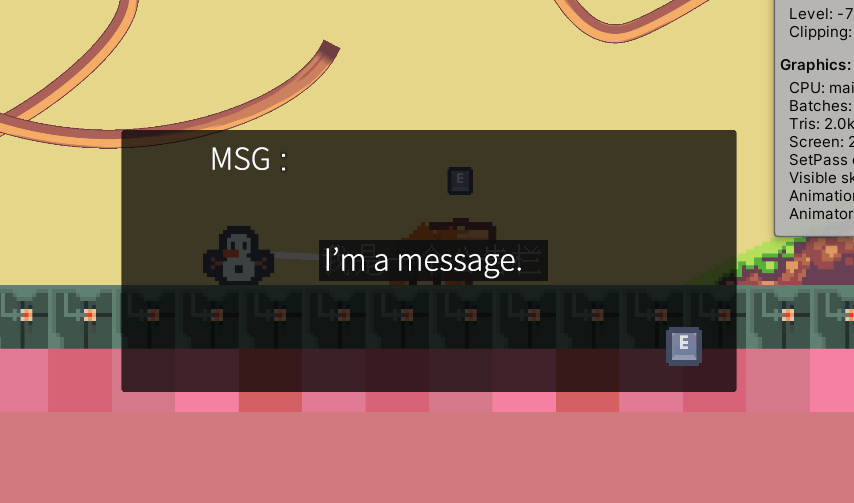 Level: -7
Clipping:
Graphics:
CPU: mai
Batches:
Tris: 2.0k
Screen: 2
SetPass
Visible sk
Animation
Animator
MSG :
E
I'm a message.
E